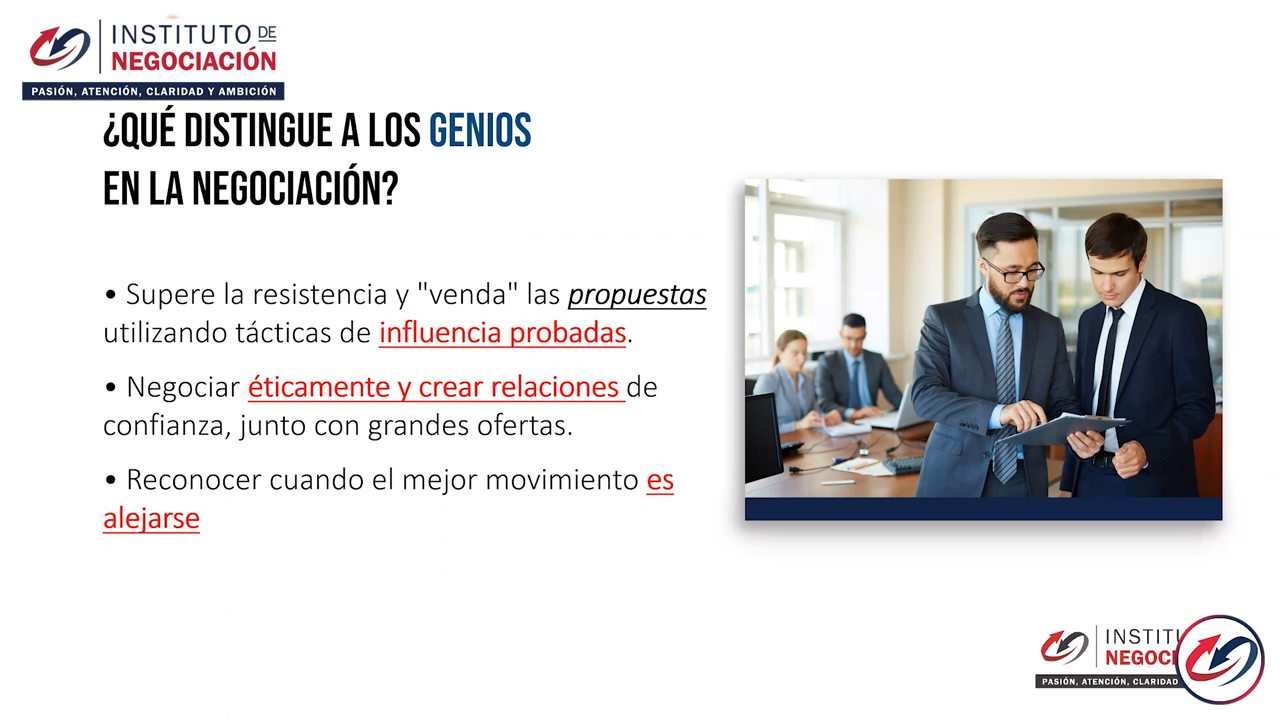 INSTITUTO DE
NEGOCIACIÓN
PASIÓN, ATENCIÓN, CLARIDAD Y AMBICIÓN
¿QUÉ DISTINGUE A LOS GENIOS
EN LA NEGOCIACIÓN?
• Supere la resistencia y "venda" las propuestas
utilizando tácticas de influencia probadas.
• Negociar éticamente y crear relaciones de
confianza, junto con grandes ofertas.
• Reconocer cuando el mejor movimiento es
alejarse
PASIÓN, ATENCIÓN, CLARIDAD